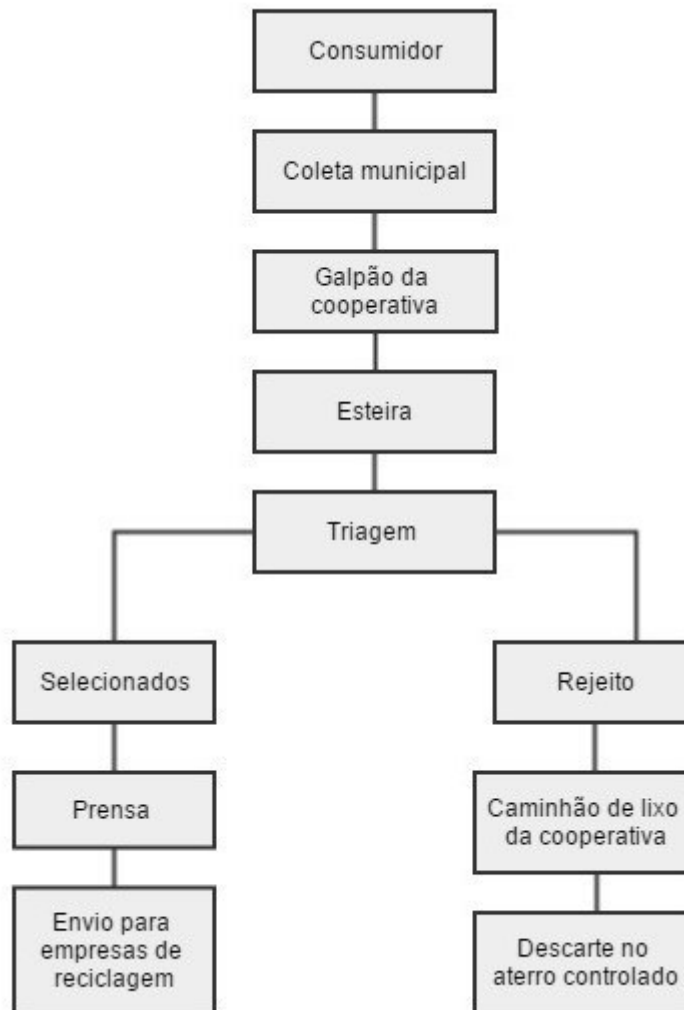 Consumidor
Coleta municipal
Galpão da
cooperativa
Esteira
Triagem
Selecionados
Rejeito
Prensa
Caminhão de lixo
da cooperativa
Envio para
empresas de
reciclagem
Descarte no
aterro controlado